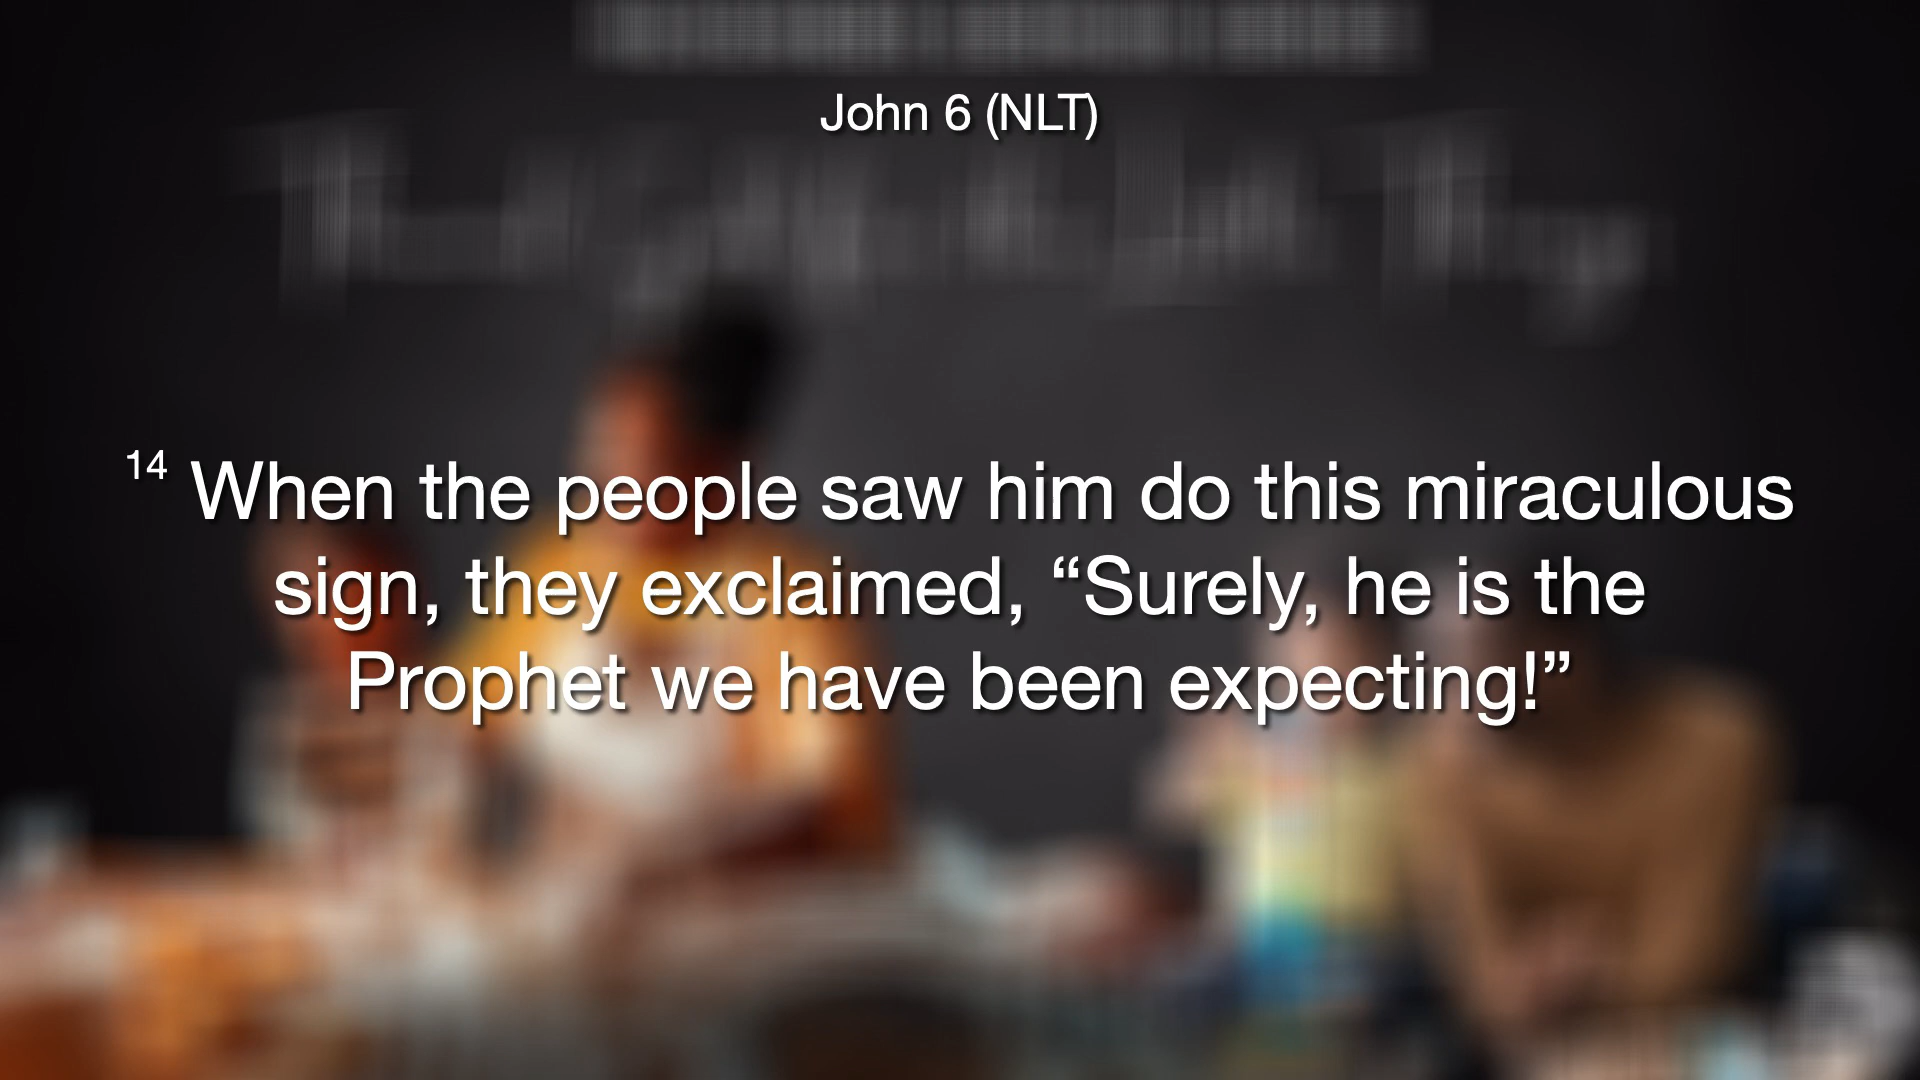 John 6 (NLT)
14 When the people saw him do this miraculous
sign, they exclaimed, “Surely, he is the
Prophet we have been expecting!”